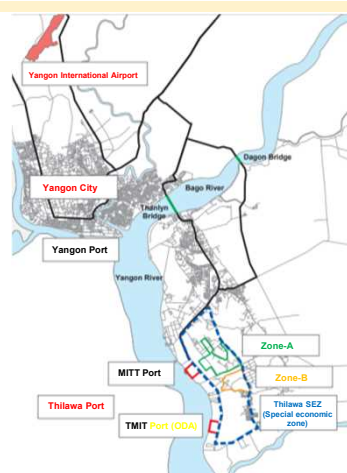 Yangon International Airport
Dagon Bridge
Yangon City
Bago River
Thanlyn
Bridge
Yangon Port
Yangon River
Zone-A
MITT Port
Zone-B
Thilawa Port
Thilawa SEZ
(Special economic
zone)
TMIT Port (ODA)